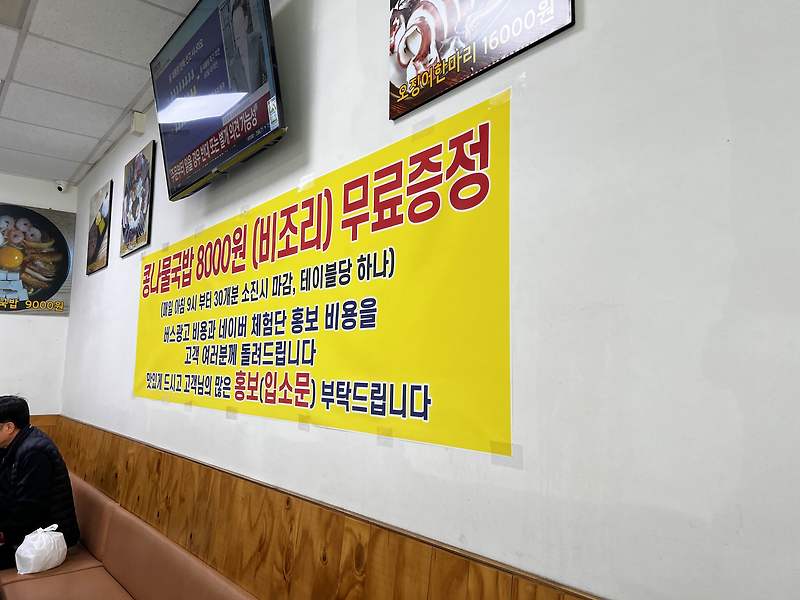 오징어한마리 16000원
콩나물국밥 8000원 (비조리) 무료증정
(매일 아침 9시 부터 30개분 소진시 마감, 테이블당 하나)
버스광고 비용과 네이버 체험단 홍보 비용을
고객 여러분께 돌려드립니다
맛있게 드시고 고객님의 많은 홍보(입소문) 부탁드립니다
국밥 9000원